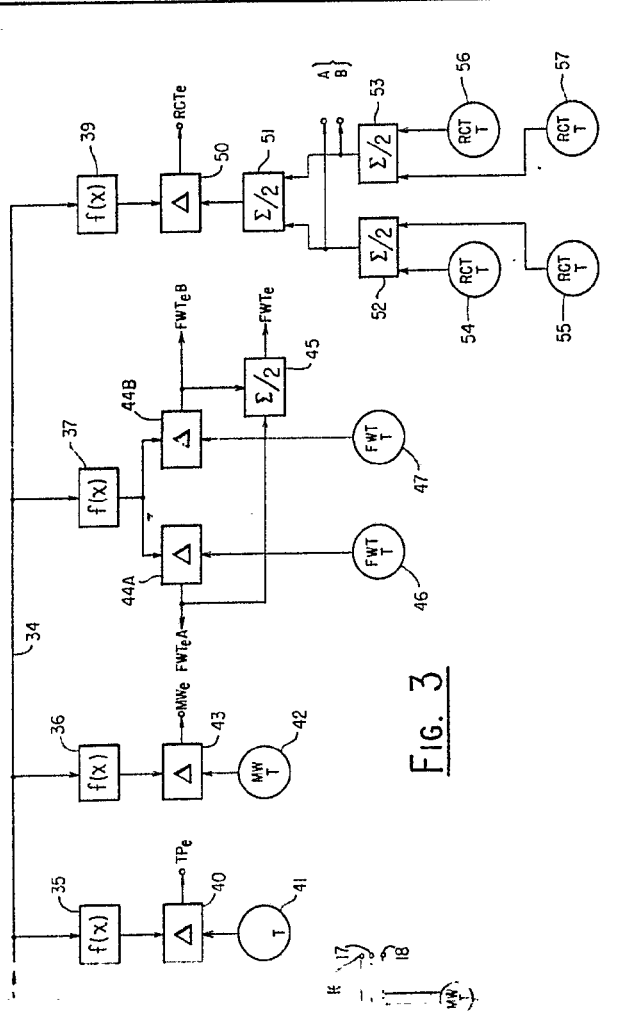 34
35
f(x)
Δ
TPe
40
T
41
36
f(x)
Δ
MWe
43
MW
T
42
37
f(x)
44A
Δ
FWTeA
44B
Δ
FWTeB
Σ/2
FWTe
45
FWT
T
46
FWT
T
47
39
f(x)
Δ
RCTe
50
Σ/2
51
A
B
Σ/2
52
Σ/2
53
RCT
T
54
RCT
T
55
RCT
T
56
RCT
T
57
FIG. 3
17
18
MW
T